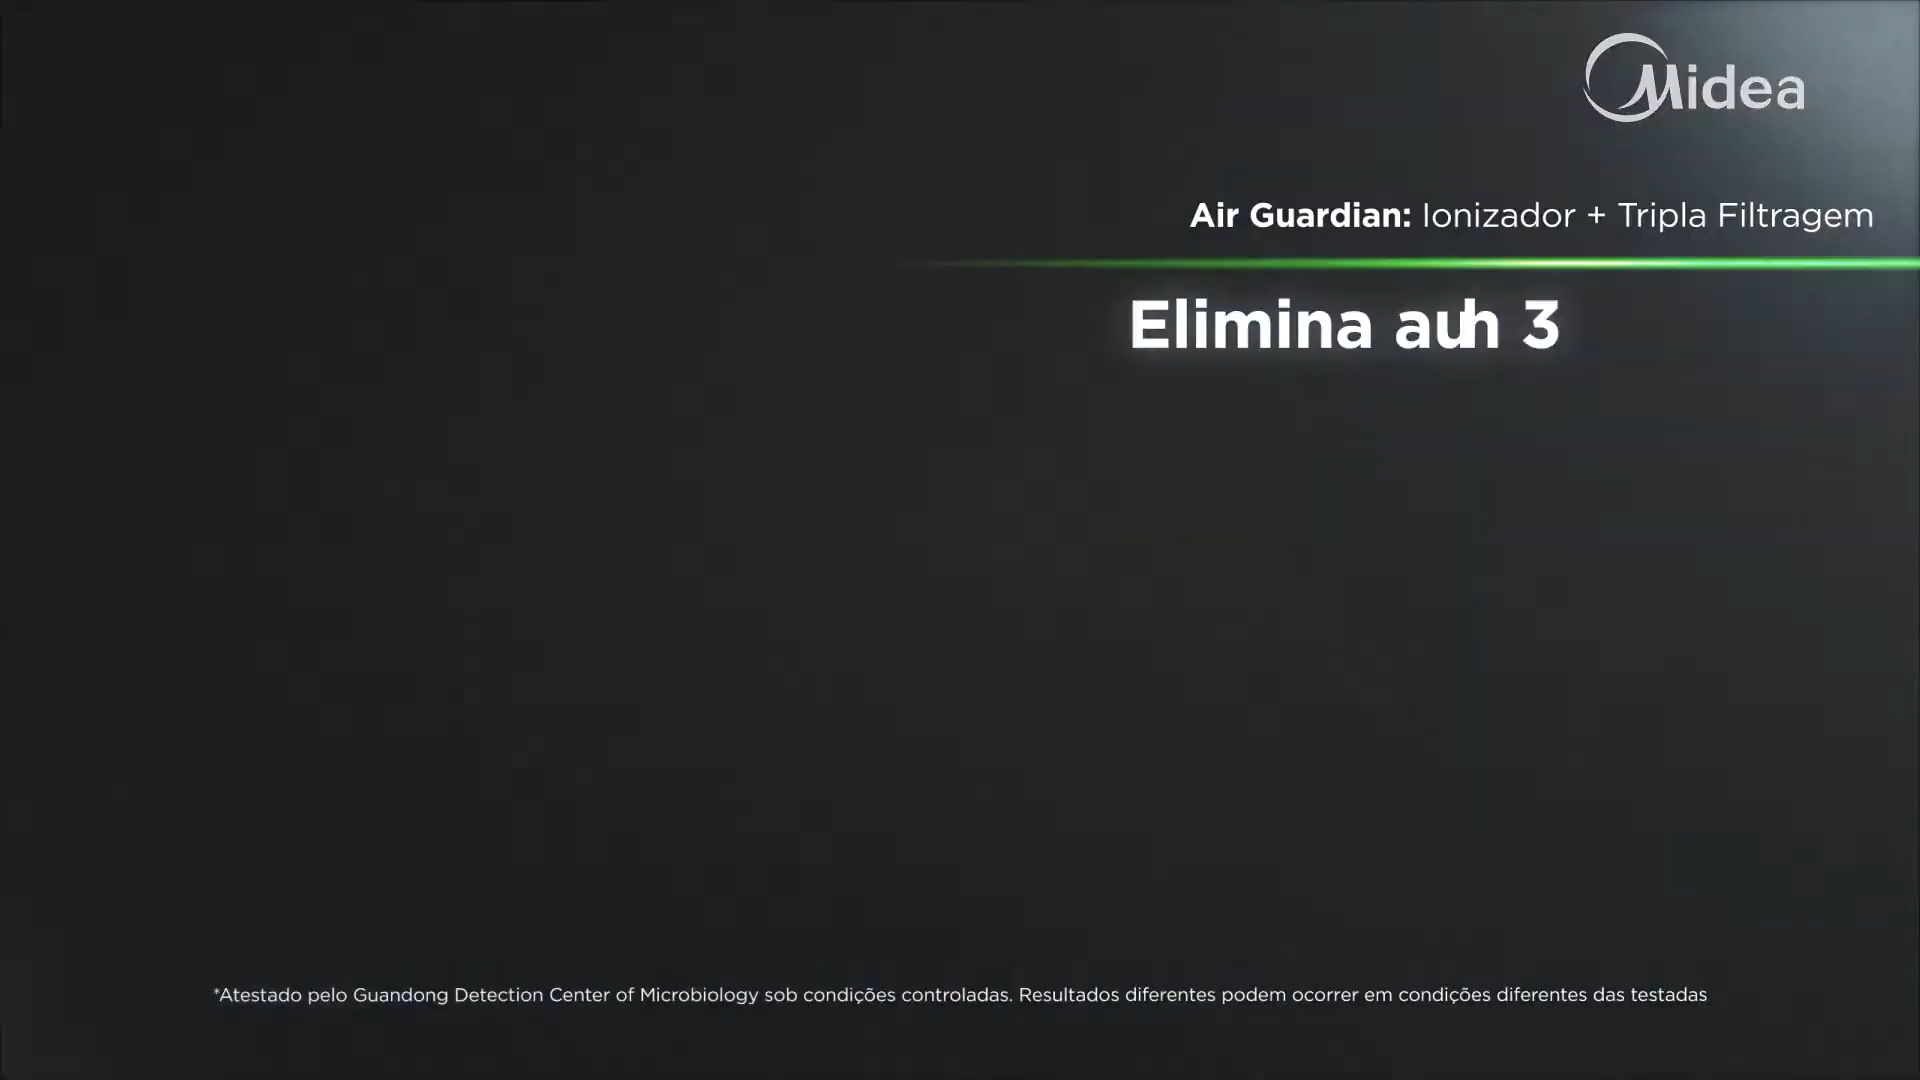 Midea
Air Guardian: Ionizador + Tripla Filtragem
Elimina auh 3
*Atestado pelo Guandong Detection Center of Microbiology sob condições controladas. Resultados diferentes podem ocorrer em condições diferentes das testadas